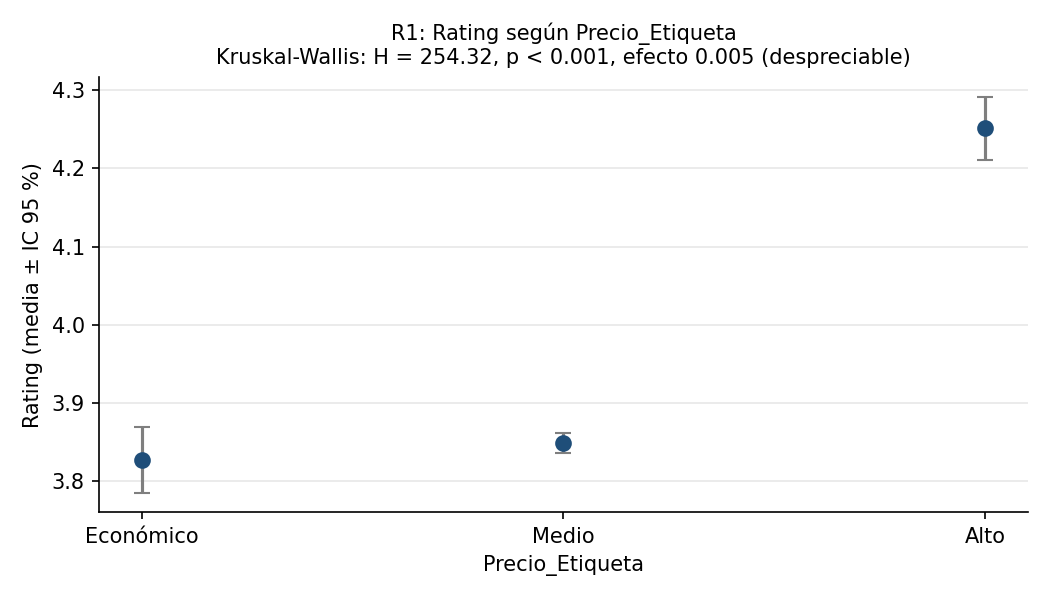 R1: Rating según Precio_Etiqueta
Kruskal-Wallis: H = 254.32, p < 0.001, efecto 0.005 (despreciable)
Rating (media ± IC 95 %)
4.3
4.2
4.1
4.0
3.9
3.8
Económico
Medio
Alto
Precio_Etiqueta